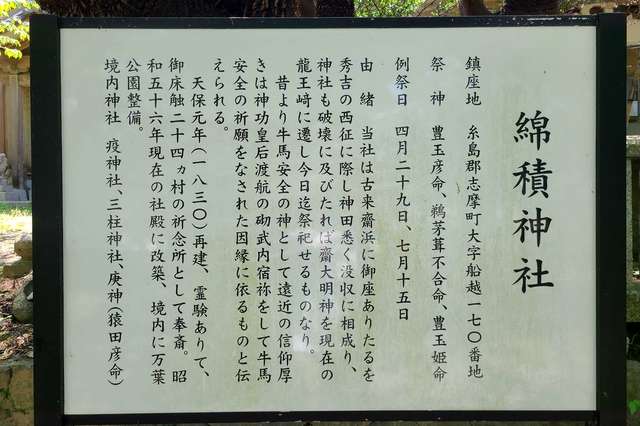 綿積神社
鎮座地　糸島郡志摩町大字船越一七〇番地
祭　神　豊玉彦命、鵜茅葺不合命、豊玉姫命
例祭日　四月二十九日、七月十五日
由　緒　当社は古来齋浜に御座ありたるを
秀吉の西征に際し神田悉く没収に相成り、
神社も破壊に及びたれば齋大明神を現在の
龍王﨑に遷し今日迄祭祀せるものなり。
昔より牛馬安全の神として遠近の信仰厚
きは神功皇后渡航の砌武内宿祢をして牛馬
安全の祈願をなされた因縁に依るものと伝
えられる。
天保元年(一八三〇)再建、霊験ありて、
御床触二十四ヵ村の祈念所として奉斎。昭
和五十六年現在の社殿に改築、境内に万葉
公園整備。
境内神社　疫神社、三柱神社、庚神(猿田彦命)